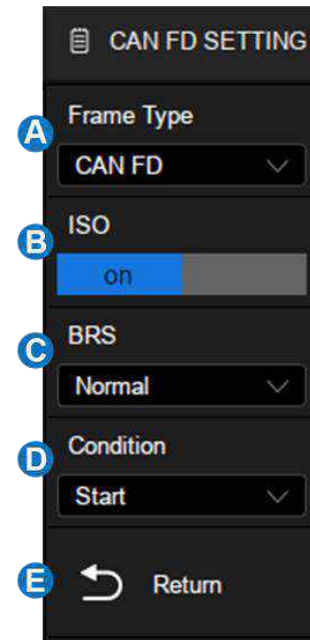 CAN FD SETTING
A
Frame Type
CAN FD
B
ISO
on
C
BRS
Normal
D
Condition
Start
E
Return